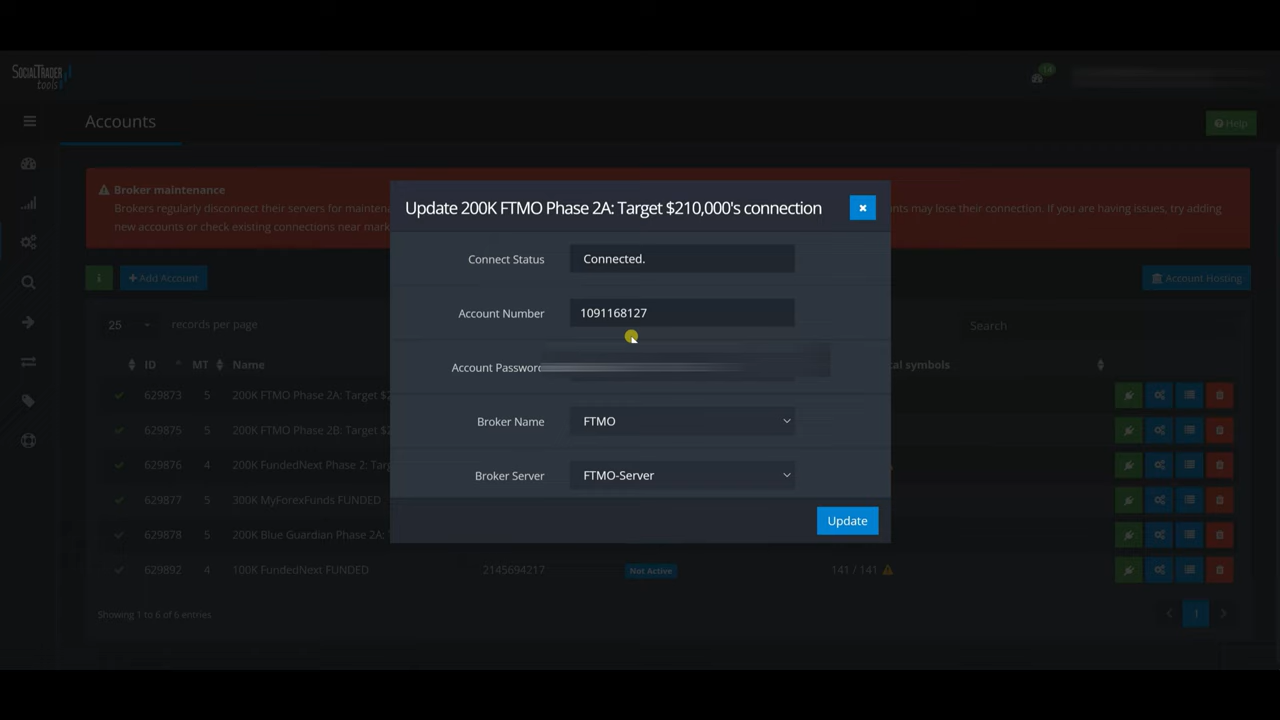 SOCIALTRADER
tools
14
Accounts
Help
Broker maintenance
Brokers regularly disconnect their servers for maintena
nts may lose their connection. If you are having issues, try adding
new accounts or check existing connections near mark
Update 200K FTMO Phase 2A: Target $210,000's connection
Connect Status Connected.
Account Number 1091168127
Account Password
Broker Name FTMO
Broker Server FTMO-Server
Update
i
+ Add Account
Account Hosting
25 records per page
Search
ID MT Name al symbols
629873 5 200K FTMO Phase 2A: Target $2
629875 5 200K FTMO Phase 2B: Target $2
629876 4 200K FundedNext Phase 2: Targ
629877 5 300K MyForexFunds FUNDED
629878 5 200K Blue Guardian Phase 2A:
629892 4 100K FundedNext FUNDED 2145694217 Not Active 141 / 141
Showing 1 to 6 of 6 entries
1